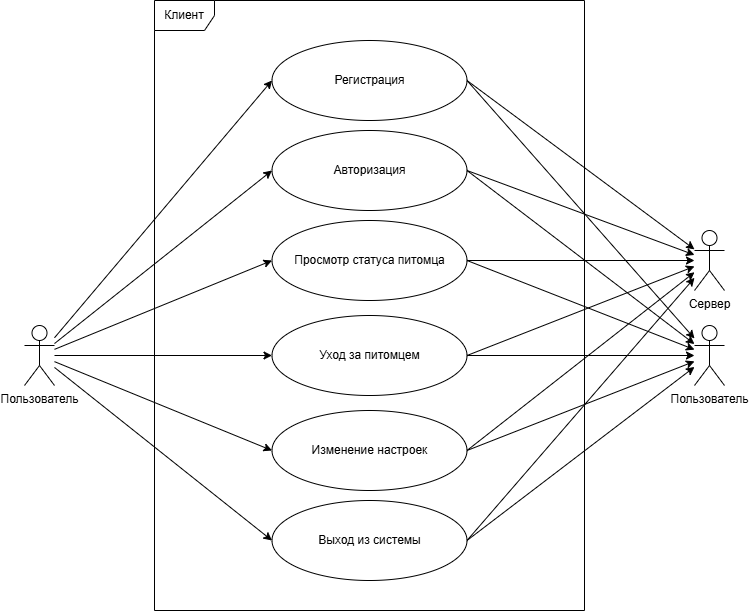 Клиент
Регистрация
Авторизация
Просмотр статуса питомца
Сервер
Уход за питомцем
Пользователь
Пользователь
Изменение настроек
Выход из системы